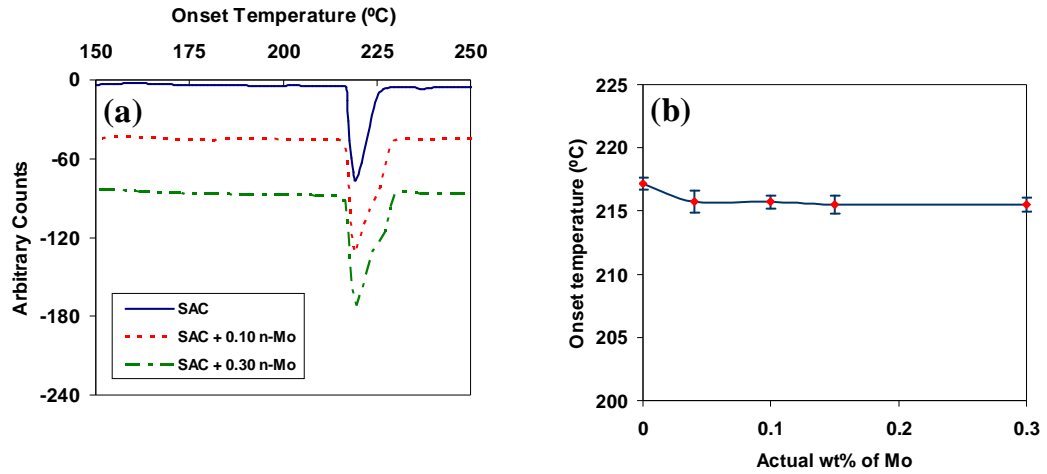 Onset Temperature (ºC)
150 175 200 225 250
0
-60
-120
-180
-240
Arbitrary Counts
(a)
SAC
SAC + 0.10 n-Mo
SAC + 0.30 n-Mo
(b)
225
220
215
210
205
200
Onset temperature (ºC)
0 0.1 0.2 0.3
Actual wt% of Mo